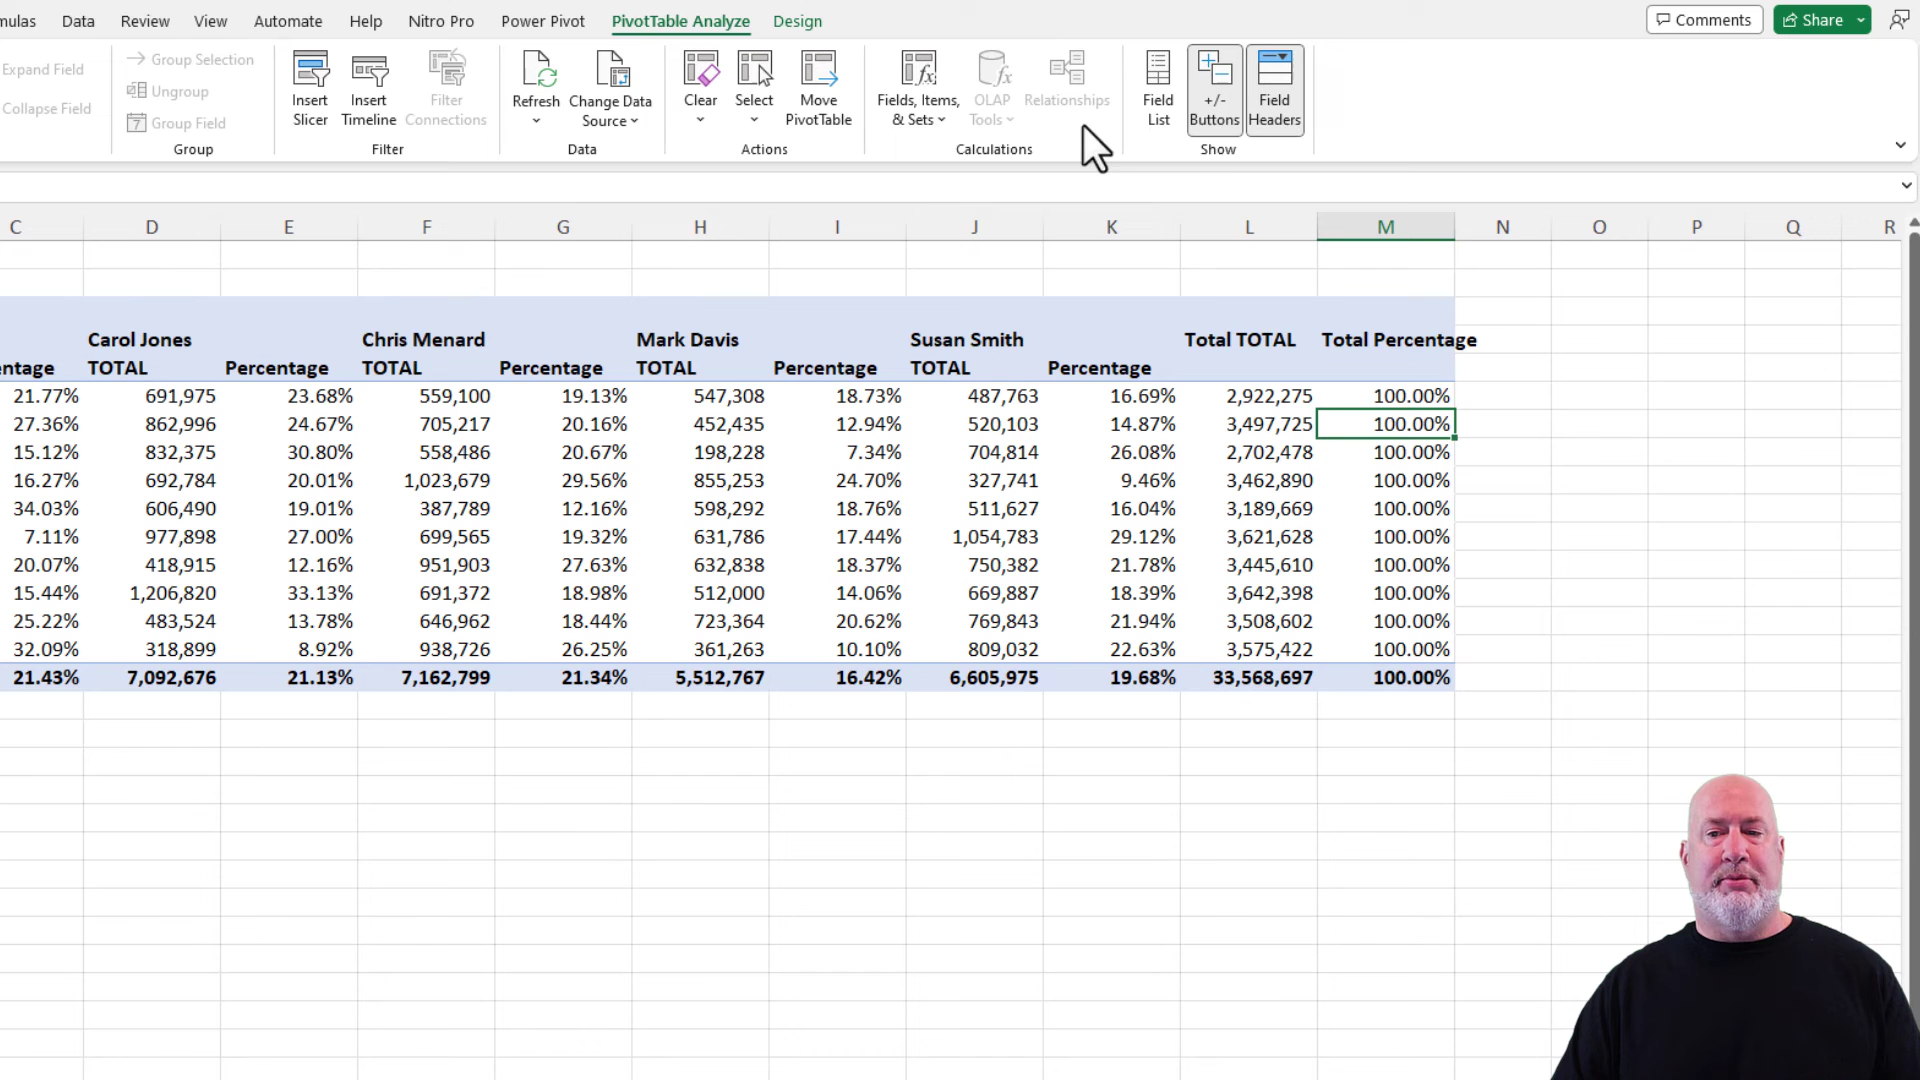 mulas Data Review View Automate Help Nitro Pro Power Pivot PivotTable Analyze Design Comments Share
Expand Field
Collapse Field
Group Selection
Ungroup
7 Group Field
Group
Insert Slicer
Insert Timeline
Filter Connections
Filter
Refresh
Change Data Source
Data
Clear
Select
Move PivotTable
Actions
Fields, Items, & Sets
OLAP Tools
Relationships
Calculations
Field List
+/- Buttons
Field Headers
Show
C D E F G H I J K L M N O P Q R
Carol Jones Chris Menard Mark Davis Susan Smith Total TOTAL Total Percentage
entage TOTAL Percentage TOTAL Percentage TOTAL Percentage TOTAL Percentage
21.77% 691,975 23.68% 559,100 19.13% 547,308 18.73% 487,763 16.69% 2,922,275 100.00%
27.36% 862,996 24.67% 705,217 20.16% 452,435 12.94% 520,103 14.87% 3,497,725 100.00%
15.12% 832,375 30.80% 558,486 20.67% 198,228 7.34% 704,814 26.08% 2,702,478 100.00%
16.27% 692,784 20.01% 1,023,679 29.56% 855,253 24.70% 327,741 9.46% 3,462,890 100.00%
34.03% 606,490 19.01% 387,789 12.16% 598,292 18.76% 511,627 16.04% 3,189,669 100.00%
7.11% 977,898 27.00% 699,565 19.32% 631,786 17.44% 1,054,783 29.12% 3,621,628 100.00%
20.07% 418,915 12.16% 951,903 27.63% 632,838 18.37% 750,382 21.78% 3,445,610 100.00%
15.44% 1,206,820 33.13% 691,372 18.98% 512,000 14.06% 669,887 18.39% 3,642,398 100.00%
25.22% 483,524 13.78% 646,962 18.44% 723,364 20.62% 769,843 21.94% 3,508,602 100.00%
32.09% 318,899 8.92% 938,726 26.25% 361,263 10.10% 809,032 22.63% 3,575,422 100.00%
21.43% 7,092,676 21.13% 7,162,799 21.34% 5,512,767 16.42% 6,605,975 19.68% 33,568,697 100.00%